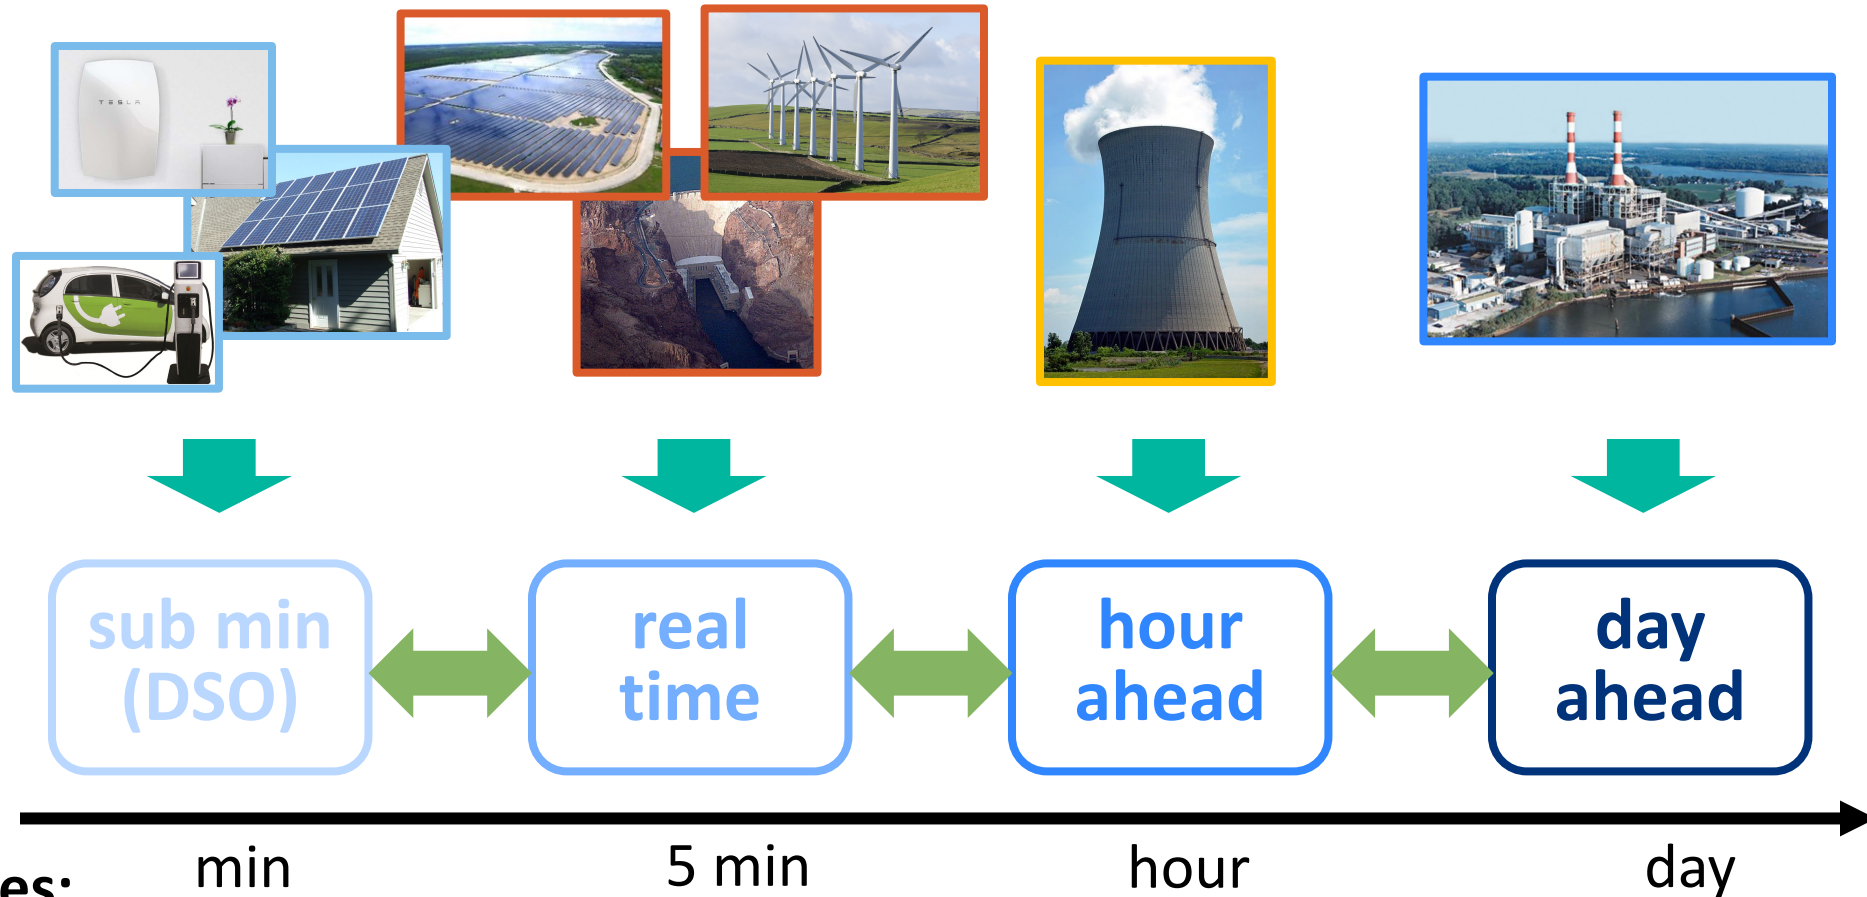 TESLA
sub min
(DSO)
real
time
hour
ahead
day
ahead
min
5 min
hour
day
es: